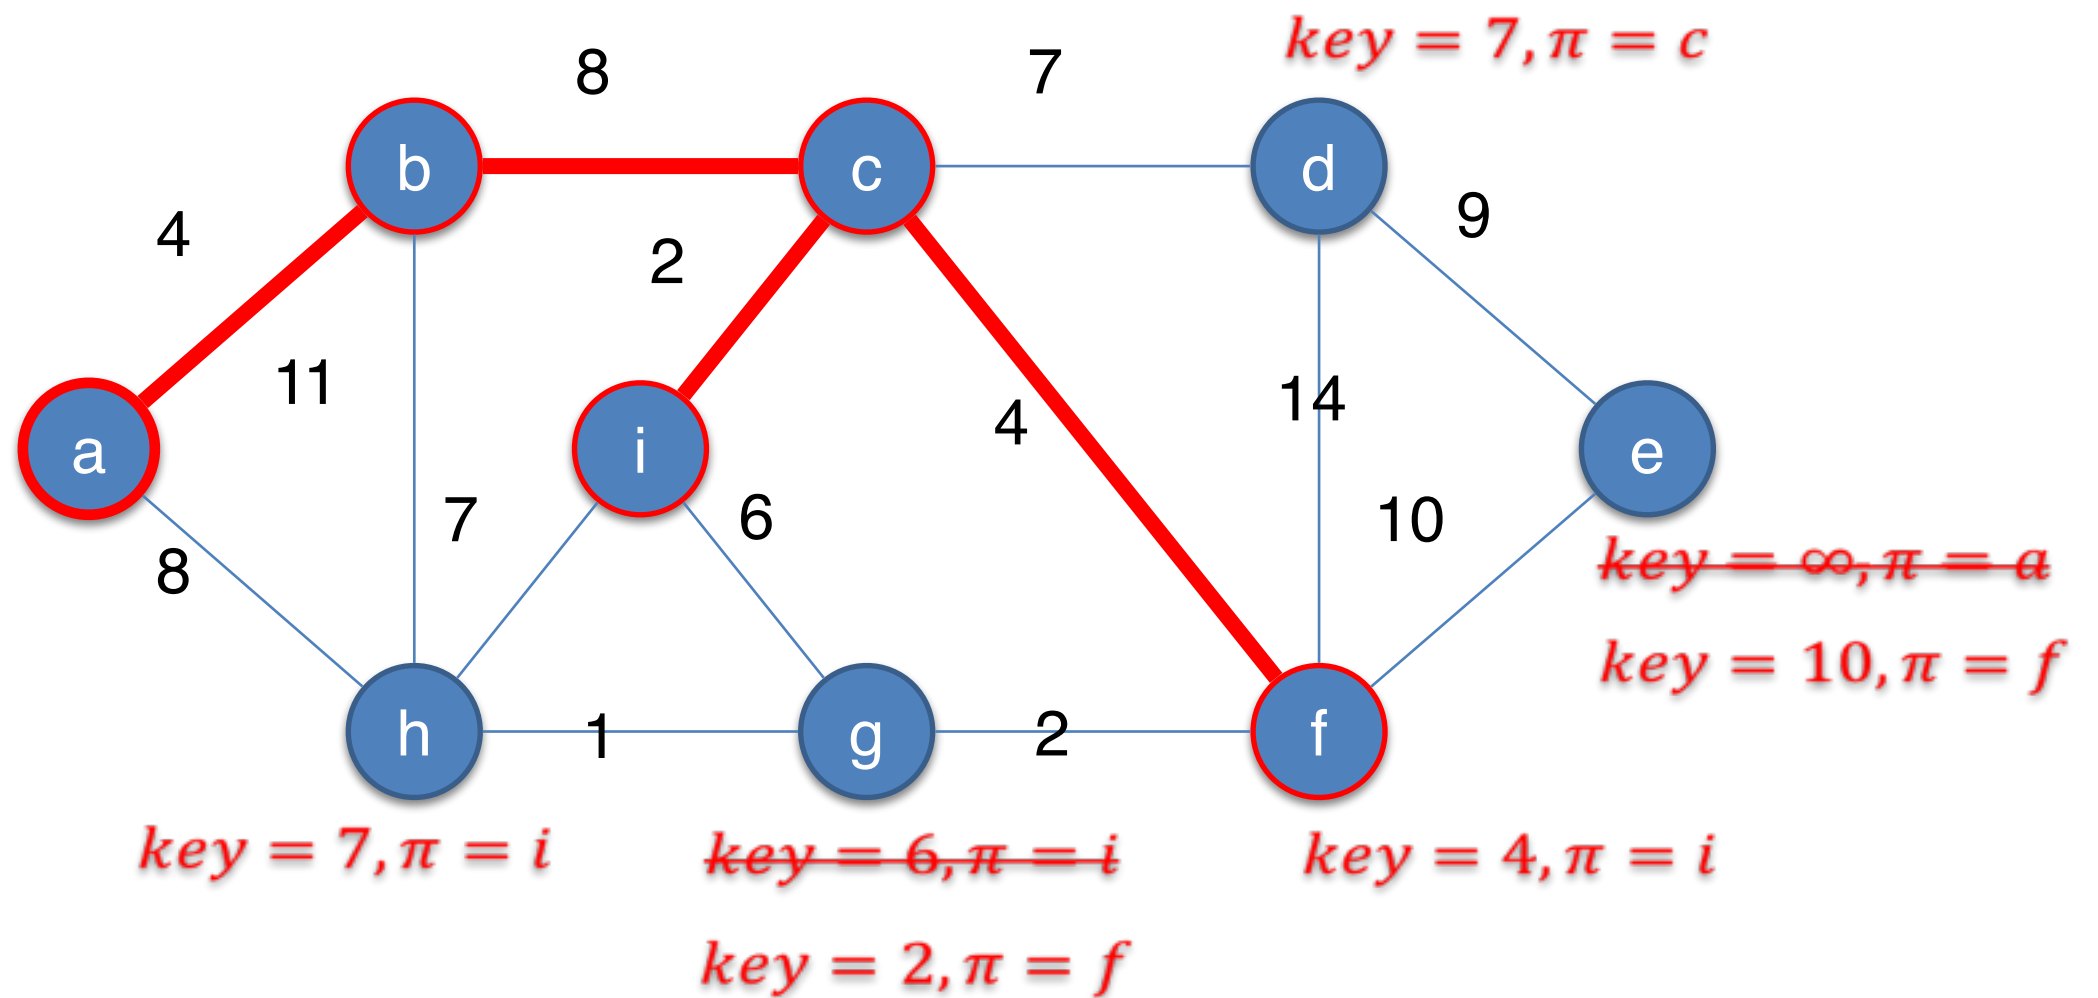 key = 7, π = c
8
7
b
c
d
4
2
9
11
14
4
a
i
e
7
6
10
8
key = ∞, π = a
key = 10, π = f
h
1
g
2
f
key = 7, π = i
key = 6, π = i
key = 4, π = i
key = 2, π = f